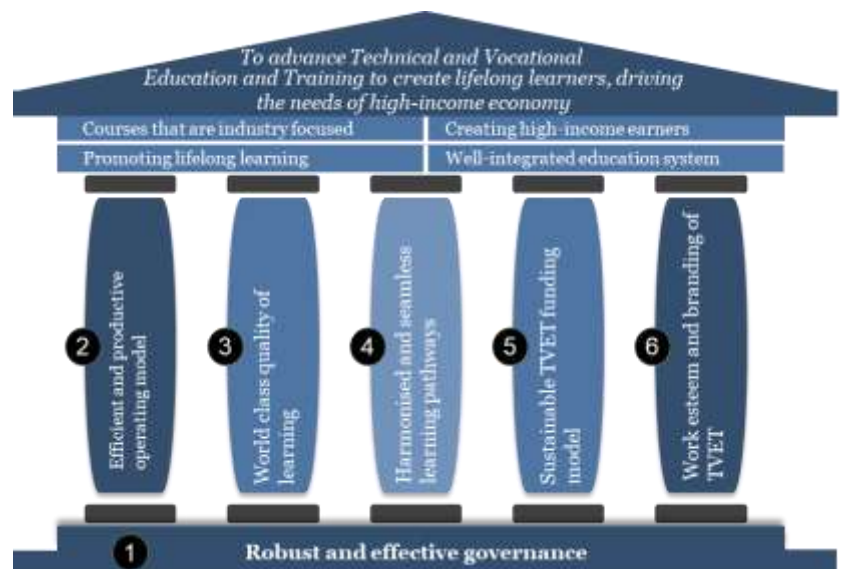 To advance Technical and Vocational
Education and Training to create lifelong learners, driving
the needs of high-income economy
Courses that are industry focused
Creating high-income earners
Promoting lifelong learning
Well-integrated education system
2
Efficient and productive
operating model
3
World class quality of
learning
4
Harmonised and seamless
learning pathways
5
Sustainable TVET funding
model
6
Work esteem and branding of
TVET
1
Robust and effective governance